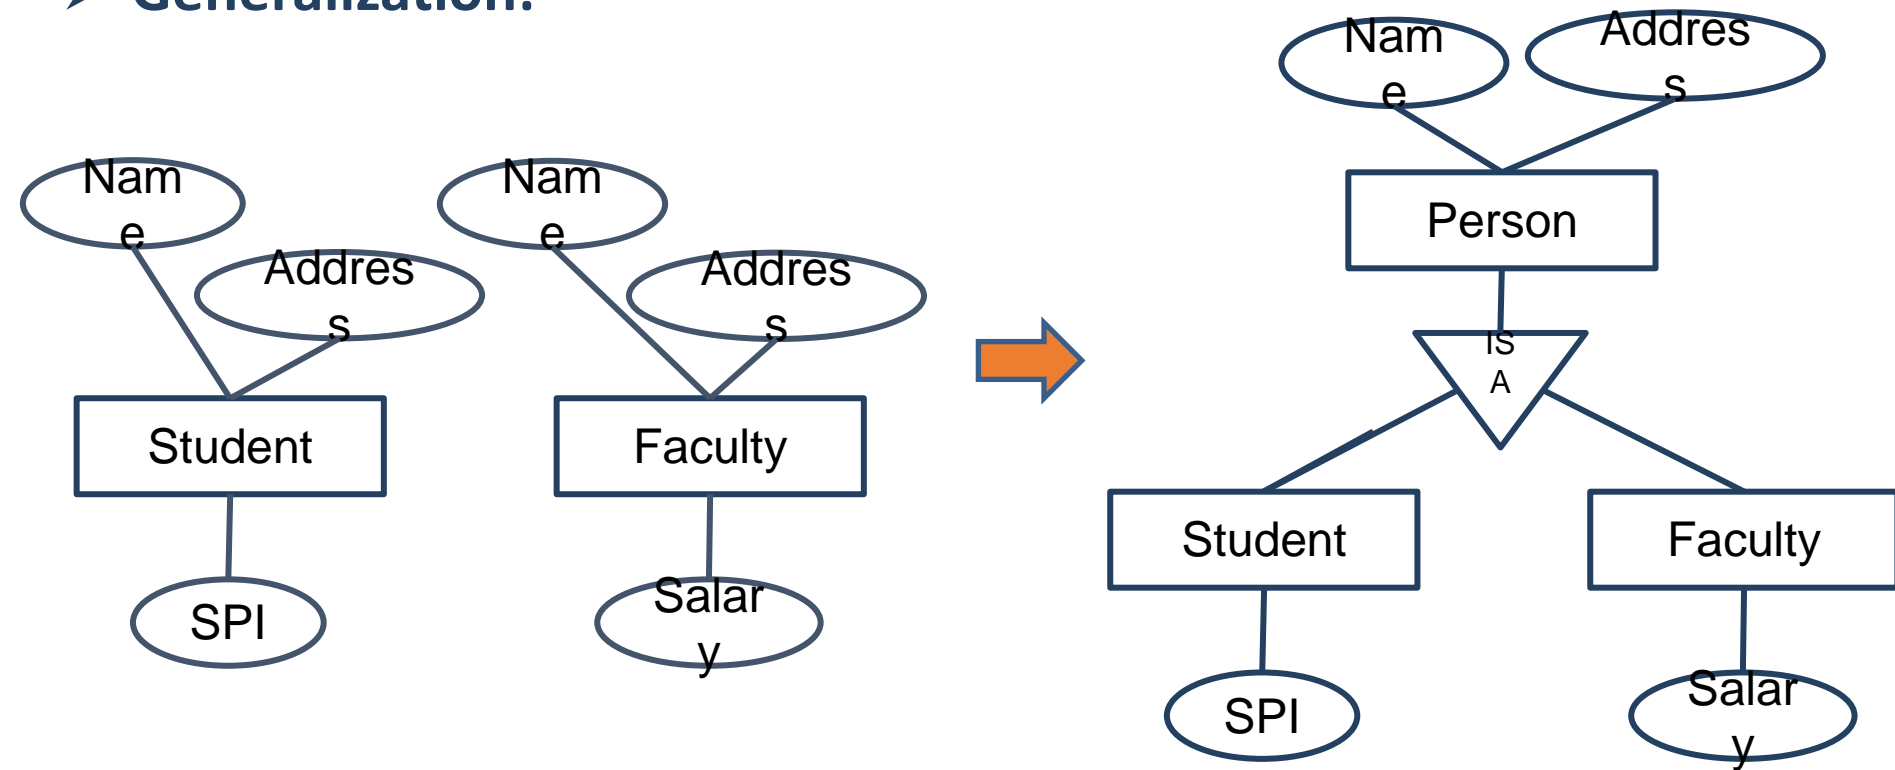 ➢ Generalization:
Nam
e
Addres
s
Student
SPI
Nam
e
Addres
s
Faculty
Salar
y
Nam
e
Addres
s
Person
IS
A
Student
SPI
Faculty
Salar
y